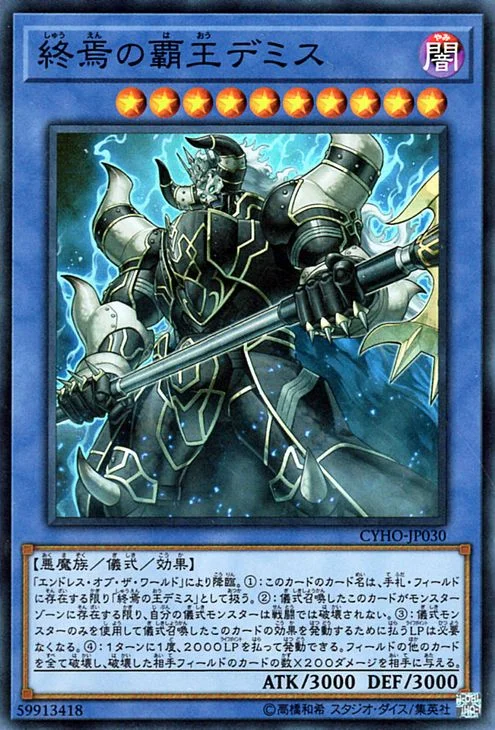 終焉の覇王デミス
闇
CYHO-JP030
【悪魔族/儀式/効果】
「エンドレス・オブ・ザ・ワールド」により降臨。①:このカードのカード名は、手札・フィールド
に存在する限り「終焉の王デミス」として扱う。②:儀式召喚したこのカードがモンスター
ゾーンに存在する限り、自分の儀式モンスターは戦闘では破壊されない。③:儀式モン
スターのみを使用して儀式召喚したこのカードの効果を発動するために払うLPは必要
なくなる。④:1ターンに1度、2000LPを払って発動できる。フィールドの他のカード
を全て破壊し、破壊した相手フィールドのカードの数×200ダメージを相手に与える。
ATK/3000 DEF/3000
59913418
©高橋和希 スタジオ・ダイス/集英社